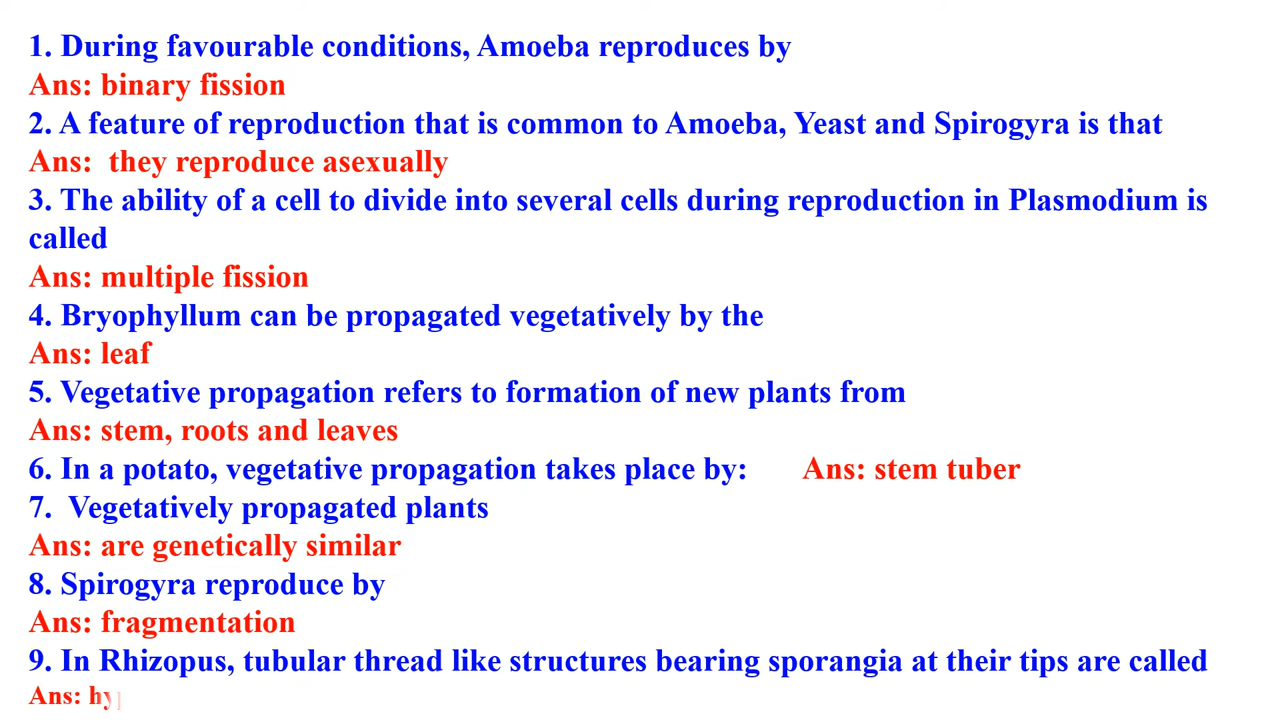 1. During favourable conditions, Amoeba reproduces by
Ans: binary fission
2. A feature of reproduction that is common to Amoeba, Yeast and Spirogyra is that
Ans: they reproduce asexually
3. The ability of a cell to divide into several cells during reproduction in Plasmodium is
called
Ans: multiple fission
4. Bryophyllum can be propagated vegetatively by the
Ans: leaf
5. Vegetative propagation refers to formation of new plants from
Ans: stem, roots and leaves
6. In a potato, vegetative propagation takes place by: Ans: stem tuber
7. Vegetatively propagated plants
Ans: are genetically similar
8. Spirogyra reproduce by
Ans: fragmentation
9. In Rhizopus, tubular thread like structures bearing sporangia at their tips are called
Ans: